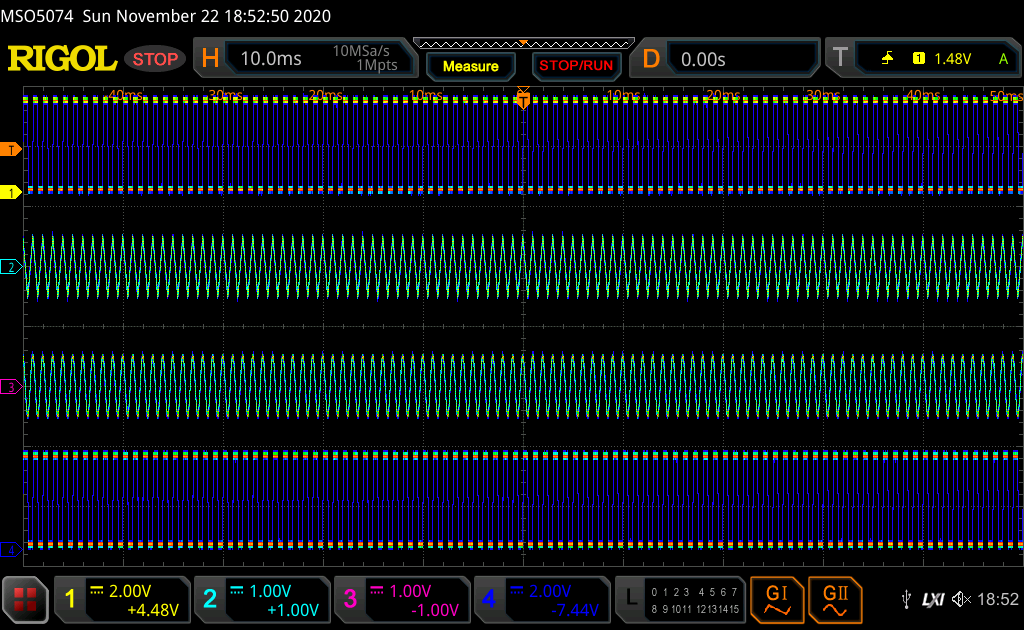 MSO5074 Sun November 22 18:52:50 2020
RIGOL STOP H 10.0ms 10MSa/s 1Mpts Measure STOP/RUN D 0.00s T 1 1.48V A
-40ms -30ms -20ms -10ms T 10ms 20ms 30ms 40ms 50ms
T
1
2
3
4
1 2.00V +4.48V
2 1.00V +1.00V
3 1.00V -1.00V
4 2.00V -7.44V
L 0 1 2 3 4 5 6 7
8 9 10 11 12 13 14 15
GI GII LXI 18:52